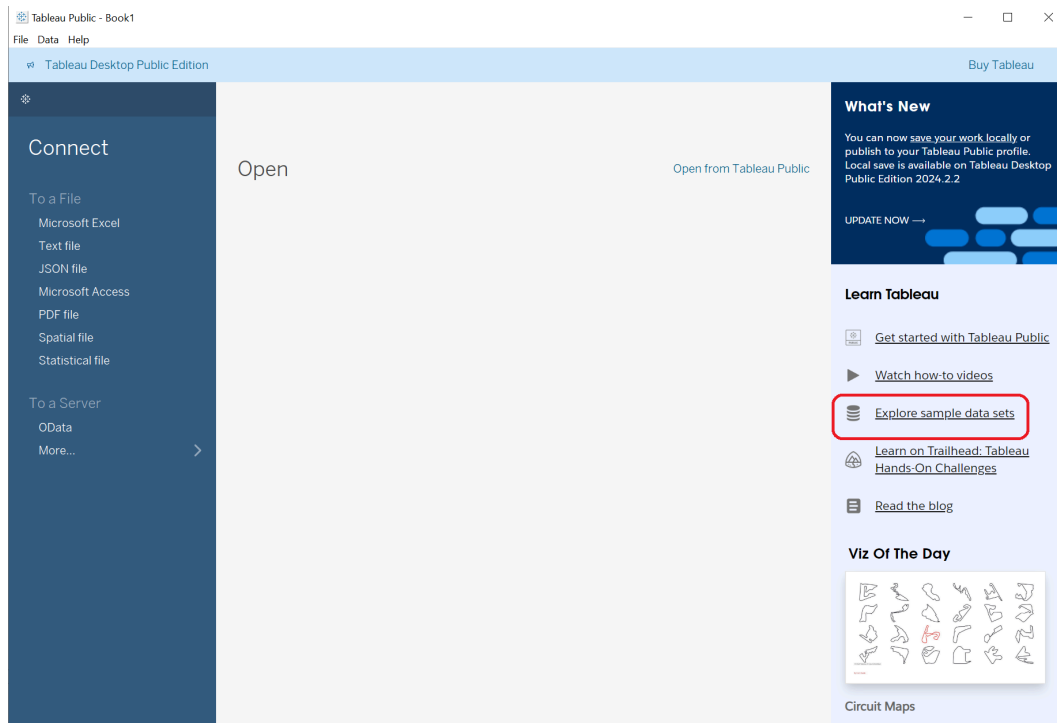 Tableau Public - Book1
File Data Help
Tableau Desktop Public Edition
Buy Tableau
Connect
To a File
Microsoft Excel
Text file
JSON file
Microsoft Access
PDF file
Spatial file
Statistical file
To a Server
OData
More...
Open
Open from Tableau Public
What's New
You can now save your work locally or
publish to your Tableau Public profile.
Local save is available on Tableau Desktop
Public Edition 2024.2.2
UPDATE NOW →
Learn Tableau
Get started with Tableau Public
Watch how-to videos
Explore sample data sets
Learn on Trailhead: Tableau
Hands-On Challenges
Read the blog
Viz Of The Day
Circuit Maps